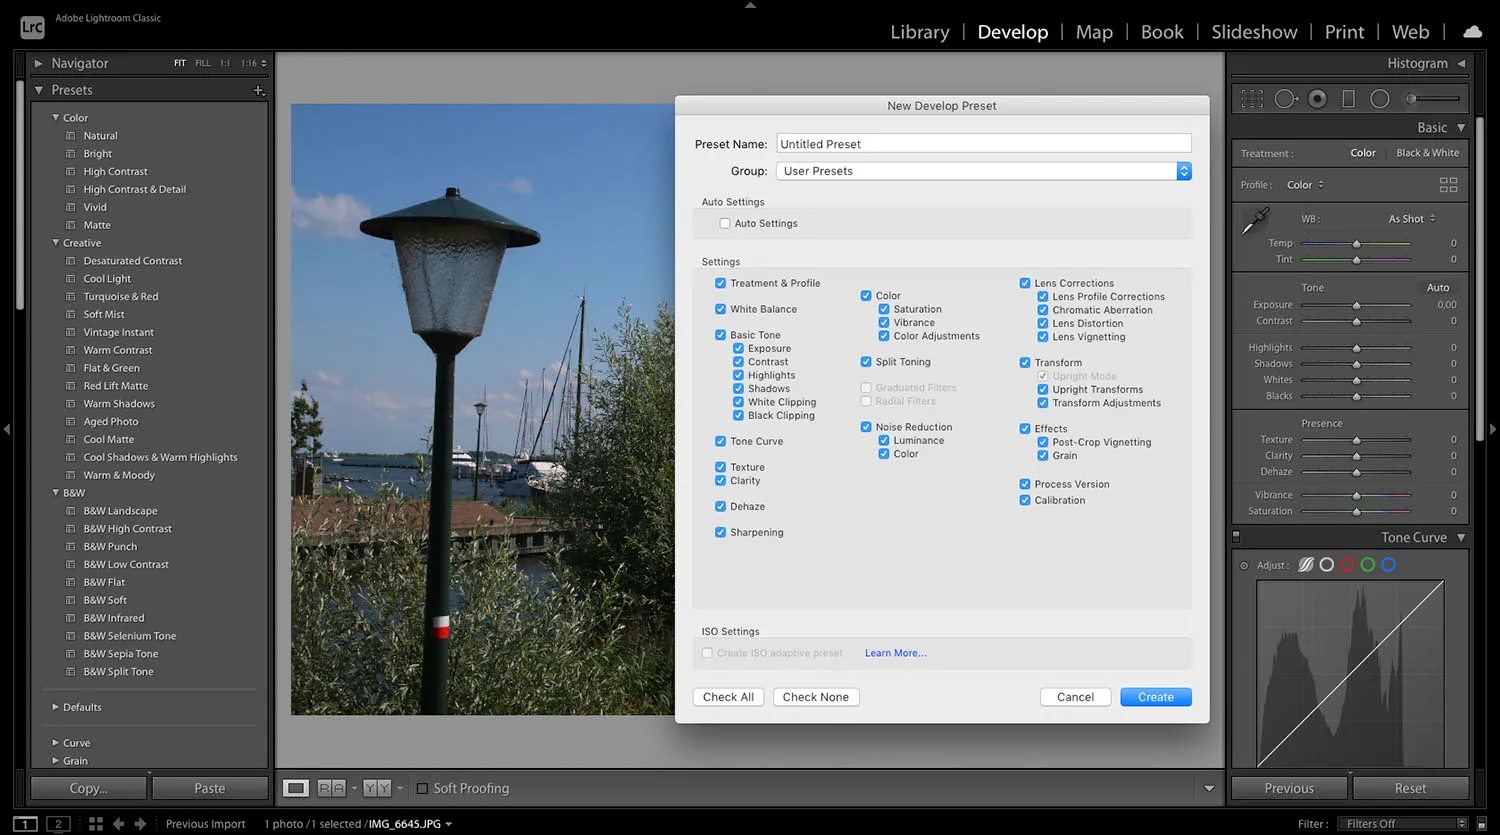 Lrc
Adobe Lightroom Classic
Library | Develop | Map | Book | Slideshow | Print | Web |
Navigator FIT FILL 1:1 1:16
Presets
Color
Natural
Bright
High Contrast
High Contrast & Detail
Vivid
Matte
Creative
Desaturated Contrast
Cool Light
Turquoise & Red
Soft Mist
Vintage Instant
Warm Contrast
Flat & Green
Red Lift Matte
Warm Shadows
Aged Photo
Cool Matte
Cool Shadows & Warm Highlights
Warm & Moody
B&W
B&W Landscape
B&W High Contrast
B&W Punch
B&W Low Contrast
B&W Flat
B&W Soft
B&W Infrared
B&W Selenium Tone
B&W Sepia Tone
B&W Split Tone
Defaults
Curve
Grain
Copy... Paste
New Develop Preset
Preset Name: Untitled Preset
Group: User Presets
Auto Settings
Auto Settings
Settings
Treatment & Profile
White Balance
Basic Tone
Exposure
Contrast
Highlights
Shadows
White Clipping
Black Clipping
Tone Curve
Texture
Clarity
Dehaze
Sharpening
Color
Saturation
Vibrance
Color Adjustments
Split Toning
Graduated Filters
Radial Filters
Noise Reduction
Luminance
Color
Lens Corrections
Lens Profile Corrections
Chromatic Aberration
Lens Distortion
Lens Vignetting
Transform
Upright Mode
Upright Transforms
Transform Adjustments
Effects
Post-Crop Vignetting
Grain
Process Version
Calibration
ISO Settings
Create ISO adaptive preset Learn More...
Check All Check None Cancel Create
Histogram
Basic
Treatment : Color | Black & White
Profile : Color
WB : As Shot
Temp 0
Tint 0
Tone Auto
Exposure 0,00
Contrast 0
Highlights 0
Shadows 0
Whites 0
Blacks 0
Presence
Texture 0
Clarity 0
Dehaze 0
Vibrance 0
Saturation 0
Tone Curve
Adjust :
Previous Reset
R A Y Y Soft Proofing
1 2 Previous Import 1 photo / 1 selected / IMG_6645.JPG Filter : Filters Off